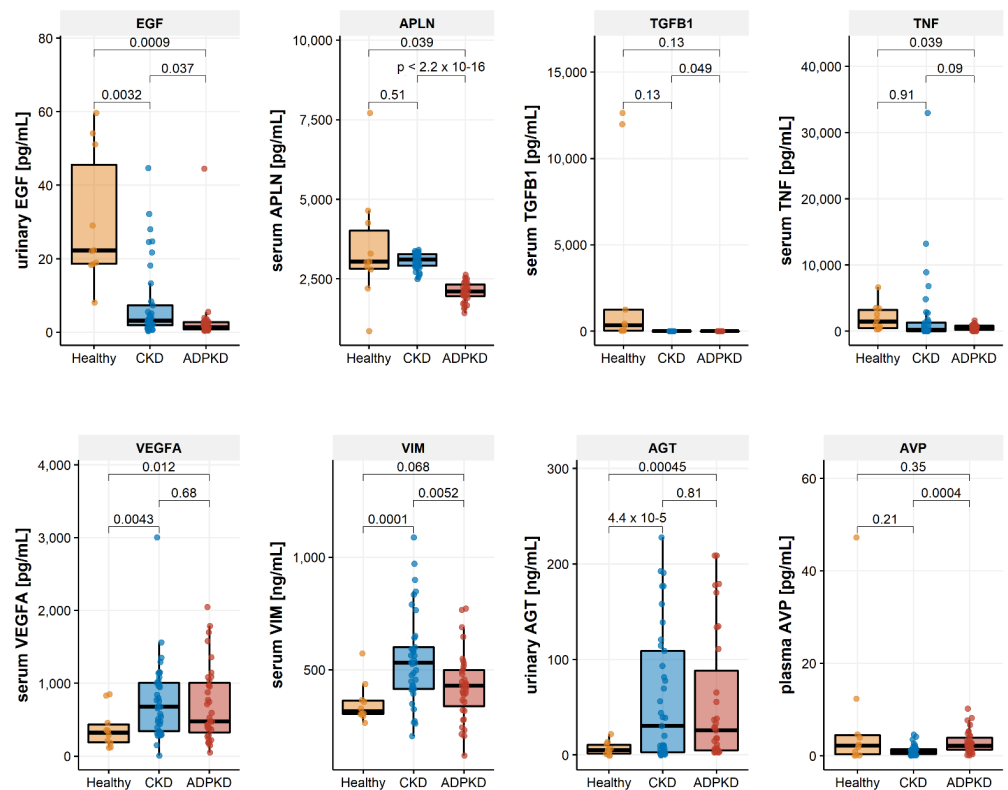 EGF
urinary EGF [pg/mL]
80
60
40
20
0
0.0009
0.037
0.0032
Healthy CKD ADPKD
APLN
serum APLN [pg/mL]
10,000
7,500
5,000
2,500
0.039
p < 2.2 x 10-16
0.51
Healthy CKD ADPKD
TGFB1
serum TGFB1 [pg/mL]
15,000
10,000
5,000
0
0.13
0.049
0.13
Healthy CKD ADPKD
TNF
serum TNF [pg/mL]
40,000
30,000
20,000
10,000
0
0.039
0.09
0.91
Healthy CKD ADPKD
VEGFA
serum VEGFA [pg/mL]
4,000
3,000
2,000
1,000
0
0.012
0.68
0.0043
Healthy CKD ADPKD
VIM
serum VIM [ng/mL]
1,000
500
0.068
0.0052
0.0001
Healthy CKD ADPKD
AGT
urinary AGT [ng/mL]
300
200
100
0
0.00045
0.81
4.4 x 10-5
Healthy CKD ADPKD
AVP
plasma AVP [pg/mL]
60
40
20
0
0.35
0.0004
0.21
Healthy CKD ADPKD